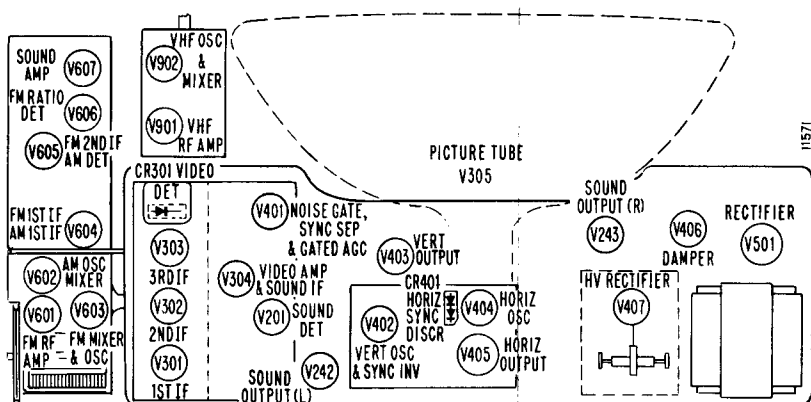 SOUND
AMP
V607
FM RATIO
DET
V606
V605
FM 2ND IF
AM DET
FM 1ST IF
AM 1ST IF
V604
V602
AM OSC
MIXER
V601
V603
FM RF
AMP
FM MIXER
& OSC
V902
VHF OSC
&
MIXER
V901
VHF
RF AMP
CR301 VIDEO
DET
V303
3RD IF
V302
2ND IF
V301
1ST IF
V401
NOISE GATE,
SYNC SEP
& GATED AGC
V304
VIDEO AMP
& SOUND IF
V201
SOUND
DET
V242
SOUND
OUTPUT (L)
PICTURE TUBE
V305
V403
VERT
OUTPUT
CR401
HORIZ
SYNC
DISCR
V402
VERT OSC
& SYNC INV
V404
HORIZ
OSC
V405
HORIZ
OUTPUT
SOUND
OUTPUT (R)
V243
V406
DAMPER
RECTIFIER
V501
HV RECTIFIER
V407
11571